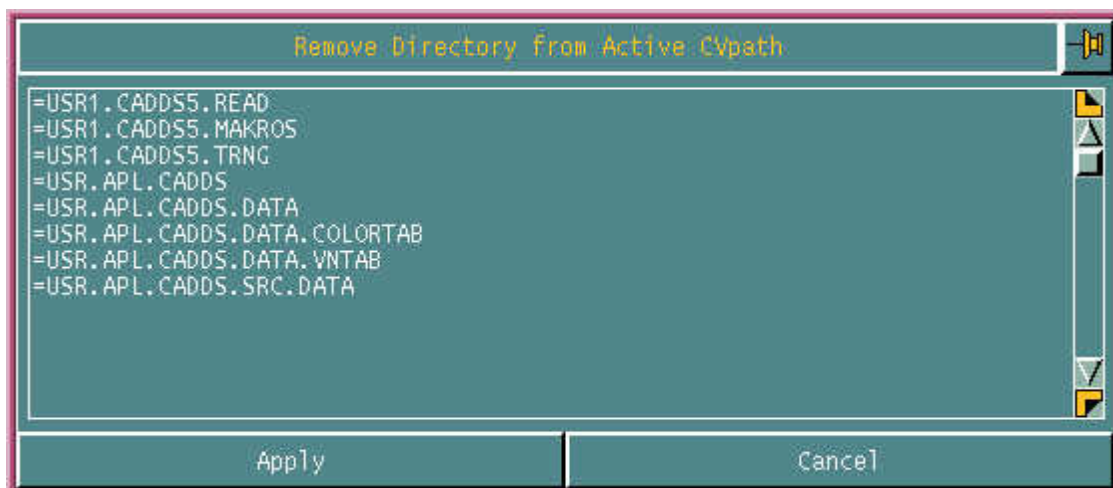 Remove Directory from Active CVpath
=USR1.CADDS5.READ
=USR1.CADDS5.MAKROS
=USR1.CADDS5.TRNG
=USR.APL.CADDS
=USR.APL.CADDS.DATA
=USR.APL.CADDS.DATA.COLORTAB
=USR.APL.CADDS.DATA.VNTAB
=USR.APL.CADDS.SRC.DATA
Apply
Cancel